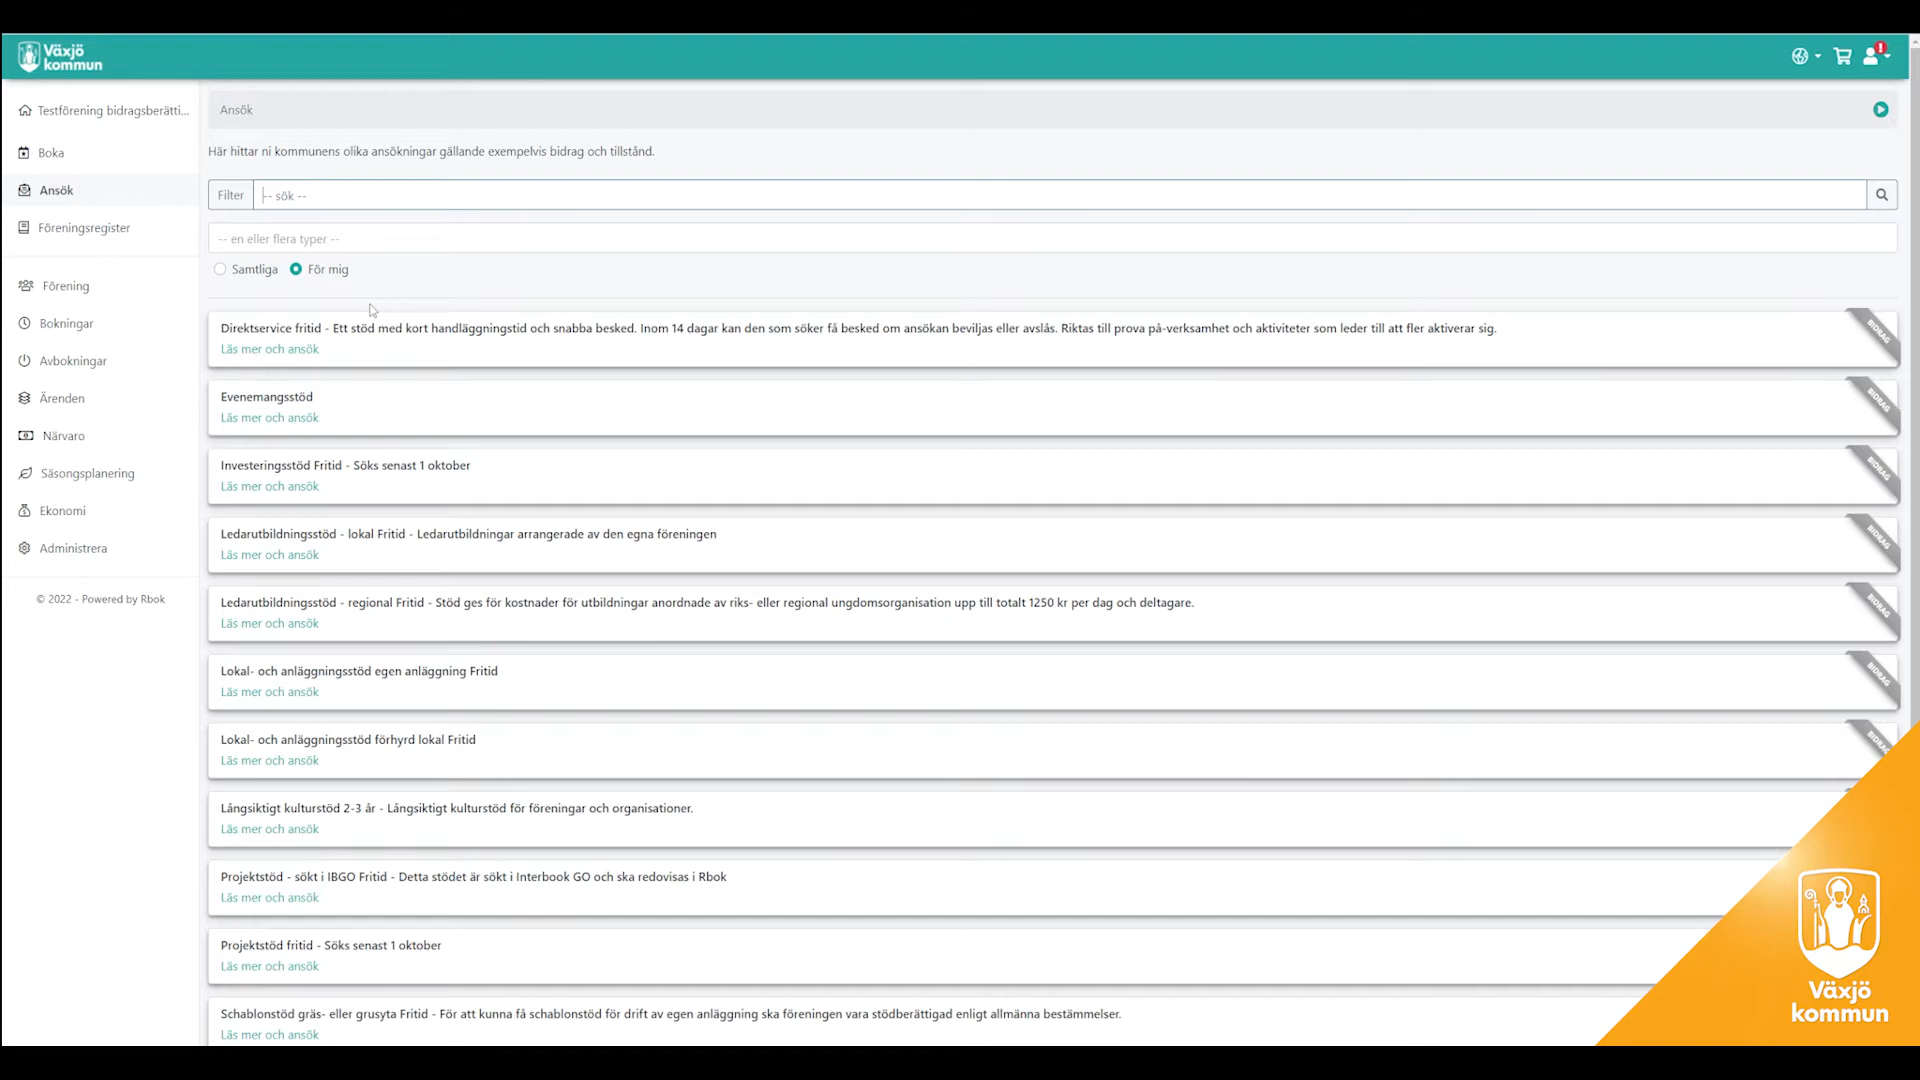 Växjö
kommun
Testförening bidragsberätti...
Boka
Ansök
Föreningsregister
Förening
Bokningar
Avbokningar
Ärenden
Närvaro
Säsongsplanering
Ekonomi
Administrera
© 2022 - Powered by Rbok
Ansök
Här hittar ni kommunens olika ansökningar gällande exempelvis bidrag och tillstånd.
Filter
-- sök --
-- en eller flera typer --
Samtliga För mig
Direktservice fritid - Ett stöd med kort handläggningstid och snabba besked. Inom 14 dagar kan den som söker få besked om ansökan beviljas eller avslås. Riktas till prova på-verksamhet och aktiviteter som leder till att fler aktiverar sig.
Läs mer och ansök
BIDRAG
Evenemangsstöd
Läs mer och ansök
BIDRAG
Investeringsstöd Fritid - Söks senast 1 oktober
Läs mer och ansök
BIDRAG
Ledarutbildningsstöd - lokal Fritid - Ledarutbildningar arrangerade av den egna föreningen
Läs mer och ansök
BIDRAG
Ledarutbildningsstöd - regional Fritid - Stöd ges för kostnader för utbildningar anordnade av riks- eller regional ungdomsorganisation upp till totalt 1250 kr per dag och deltagare.
Läs mer och ansök
BIDRAG
Lokal- och anläggningsstöd egen anläggning Fritid
Läs mer och ansök
BIDRAG
Lokal- och anläggningsstöd förhyrd lokal Fritid
Läs mer och ansök
BIDRAG
Långsiktigt kulturstöd 2-3 år - Långsiktigt kulturstöd för föreningar och organisationer.
Läs mer och ansök
Projektstöd - sökt i IBGO Fritid - Detta stödet är sökt i Interbook GO och ska redovisas i Rbok
Läs mer och ansök
Projektstöd fritid - Söks senast 1 oktober
Läs mer och ansök
Schablonstöd gräs- eller grusyta Fritid - För att kunna få schablonstöd för drift av egen anläggning ska föreningen vara stödberättigad enligt allmänna bestämmelser.
Läs mer och ansök
Växjö
kommun